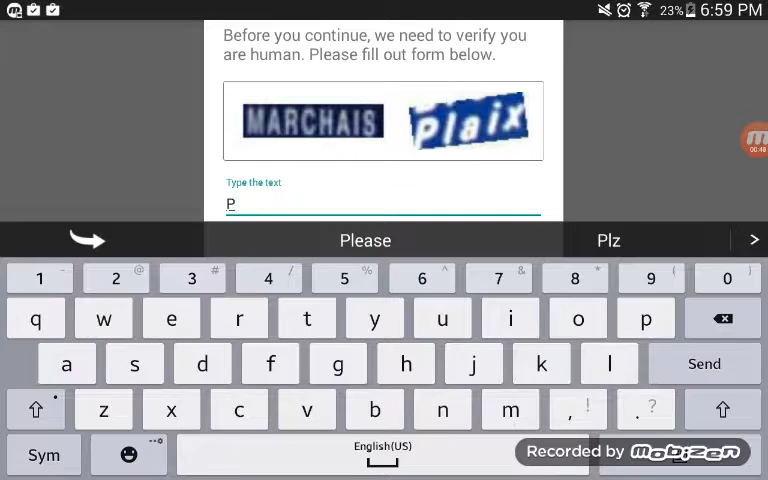 23% 6:59 PM
Before you continue, we need to verify you
are human. Please fill out form below.
MARCHAIS Plaix
00:48
Type the text
P
Please Plz >
1 - 2 @ 3 # 4 / 5 % 6 ^ 7 & 8 * 9 ( 0 )
q w e r t y u i o p
a s d f g h j k l Send
z x c v b n m , ! . ?
Sym English(US) Recorded by mobizen